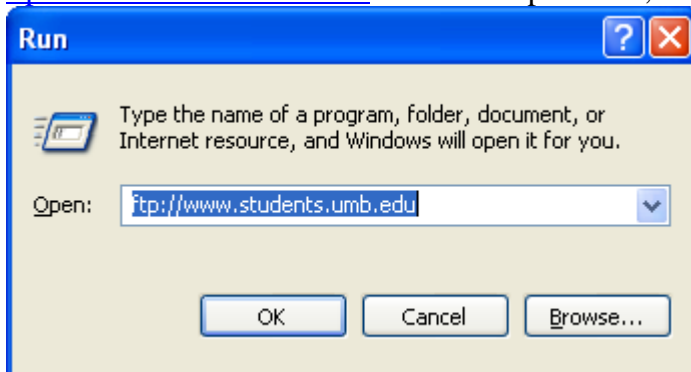 Run
Type the name of a program, folder, document, or
Internet resource, and Windows will open it for you.
Open: ftp://www.students.umb.edu
OK Cancel Browse...